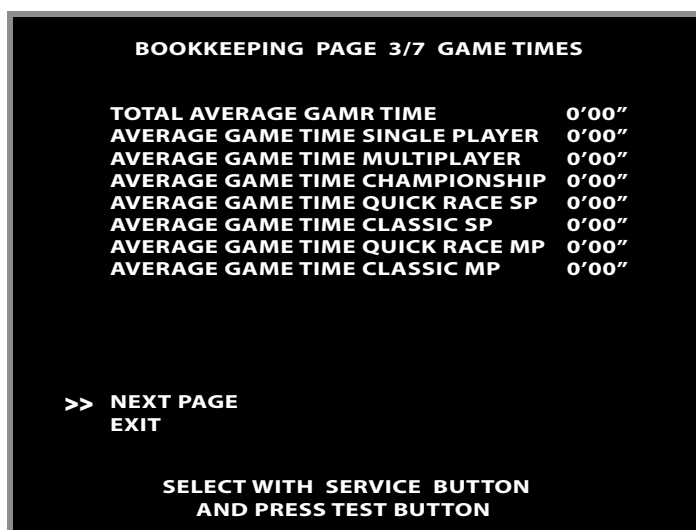 BOOKKEEPING PAGE 3/7 GAME TIMES
TOTAL AVERAGE GAMR TIME 0'00"
AVERAGE GAME TIME SINGLE PLAYER 0'00"
AVERAGE GAME TIME MULTIPLAYER 0'00"
AVERAGE GAME TIME CHAMPIONSHIP 0'00"
AVERAGE GAME TIME QUICK RACE SP 0'00"
AVERAGE GAME TIME CLASSIC SP 0'00"
AVERAGE GAME TIME QUICK RACE MP 0'00"
AVERAGE GAME TIME CLASSIC MP 0'00"
>> NEXT PAGE
EXIT
SELECT WITH SERVICE BUTTON
AND PRESS TEST BUTTON